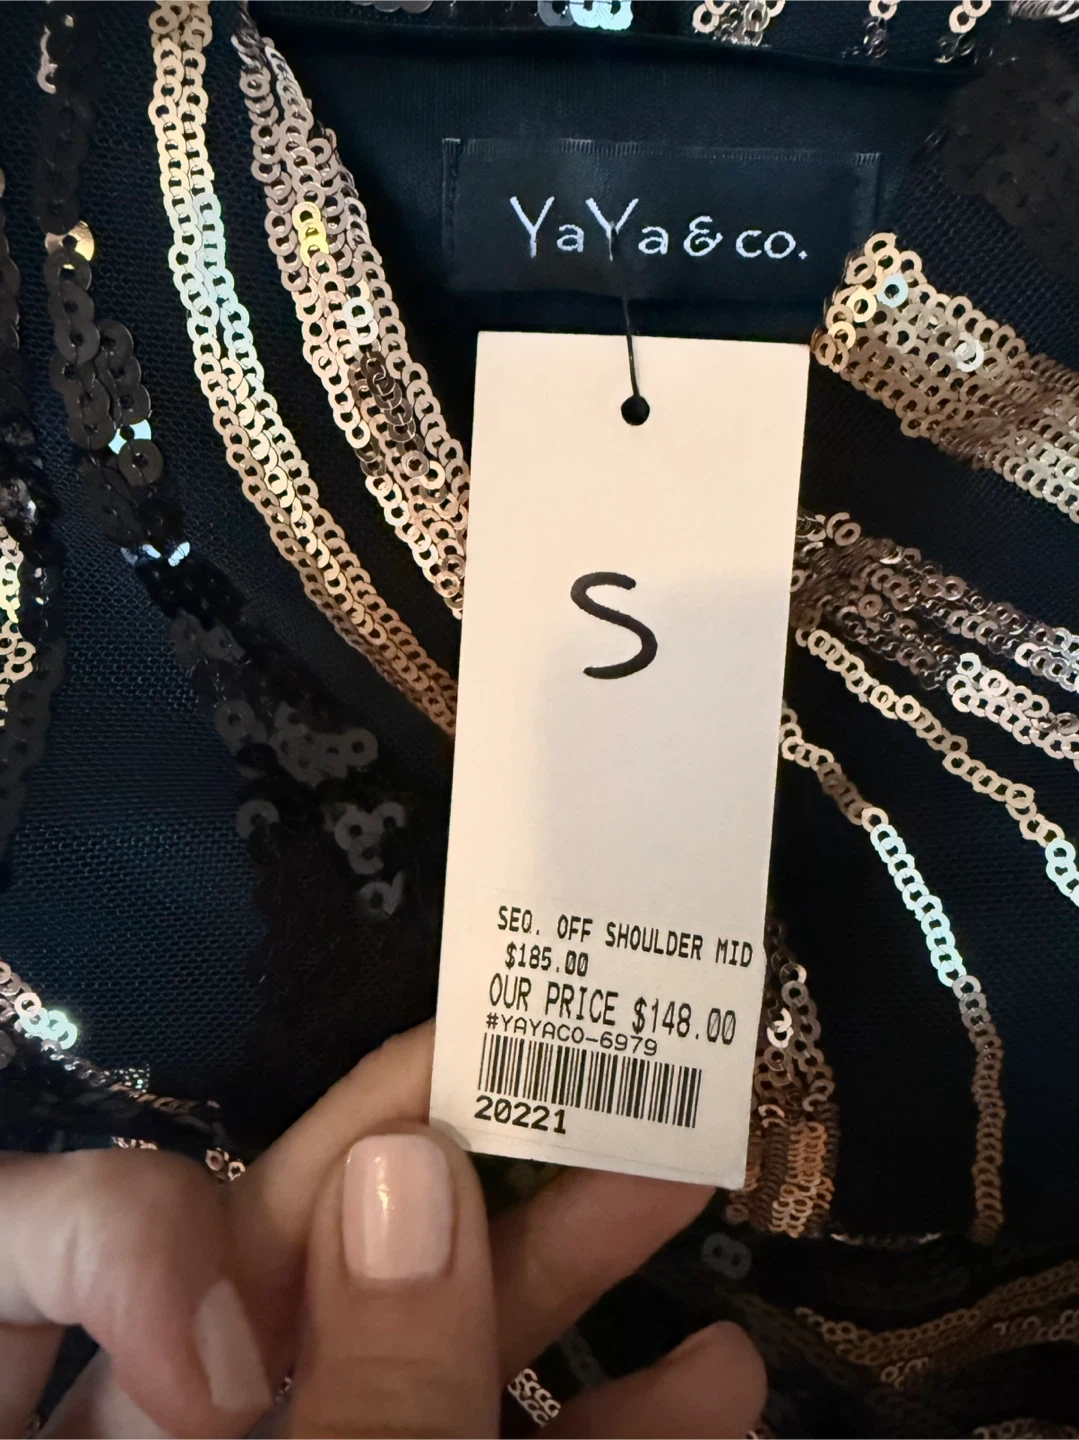 YaYa & co.
S
SEQ. OFF SHOULDER MID
$185.00
OUR PRICE $148.00
#YAYACO-6979
20221